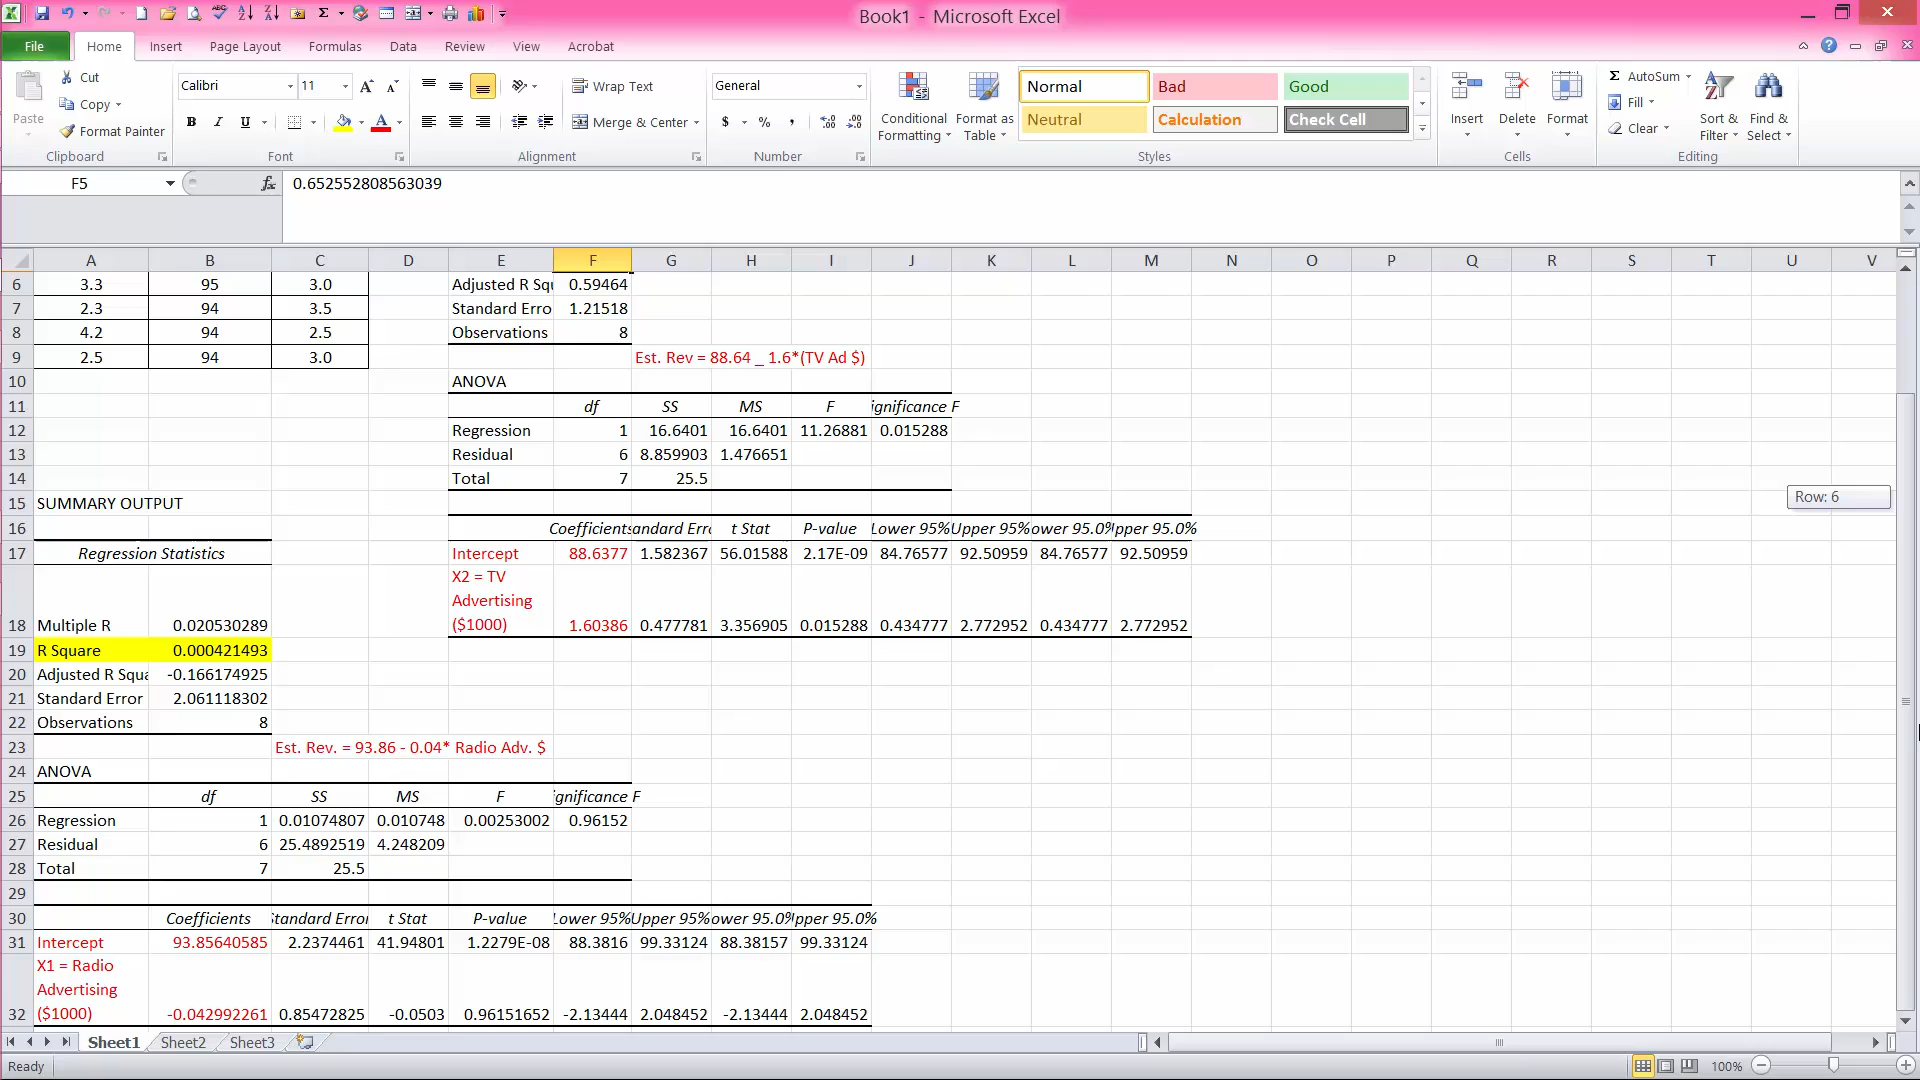 Book1 - Microsoft Excel
File Home Insert Page Layout Formulas Data Review View Acrobat
Paste
Cut
Copy
Format Painter
Clipboard
Calibri 11
B I U
Font
Wrap Text
Merge & Center
Alignment
General
$ % ,
Number
Conditional Formatting
Format as Table
Normal Bad Good
Neutral Calculation Check Cell
Styles
Insert Delete Format
Cells
Σ AutoSum
Fill
Clear
Sort & Filter
Find & Select
Editing
F5 fx 0.652552808563039
A B C D E F G H I J K L M N O P Q R S T U V
6 3.3 95 3.0 Adjusted R Squ 0.59464
7 2.3 94 3.5 Standard Erro 1.21518
8 4.2 94 2.5 Observations 8
9 2.5 94 3.0 Est. Rev = 88.64 _ 1.6*(TV Ad $)
10 ANOVA
11 df SS MS F ignificance F
12 Regression 1 16.6401 16.6401 11.26881 0.015288
13 Residual 6 8.859903 1.476651
14 Total 7 25.5
15 SUMMARY OUTPUT
Row: 6
16 Coefficients andard Erro t Stat P-value Lower 95% Upper 95% ower 95.0% pper 95.0%
17 Regression Statistics Intercept 88.6377 1.582367 56.01588 2.17E-09 84.76577 92.50959 84.76577 92.50959
X2 = TV
Advertising
18 Multiple R 0.020530289 ($1000) 1.60386 0.477781 3.356905 0.015288 0.434777 2.772952 0.434777 2.772952
19 R Square 0.000421493
20 Adjusted R Squa -0.166174925
21 Standard Error 2.061118302
22 Observations 8
23 Est. Rev. = 93.86 - 0.04* Radio Adv. $
24 ANOVA
25 df SS MS F gnificance F
26 Regression 1 0.01074807 0.010748 0.00253002 0.96152
27 Residual 6 25.4892519 4.248209
28 Total 7 25.5
29
30 Coefficients Standard Error t Stat P-value Lower 95% Upper 95% ower 95.0% pper 95.0%
31 Intercept 93.85640585 2.2374461 41.94801 1.2279E-08 88.3816 99.33124 88.38157 99.33124
X1 = Radio
Advertising
32 ($1000) -0.042992261 0.85472825 -0.0503 0.96151652 -2.13444 2.048452 -2.13444 2.048452
Sheet1 Sheet2 Sheet3
Ready 100%